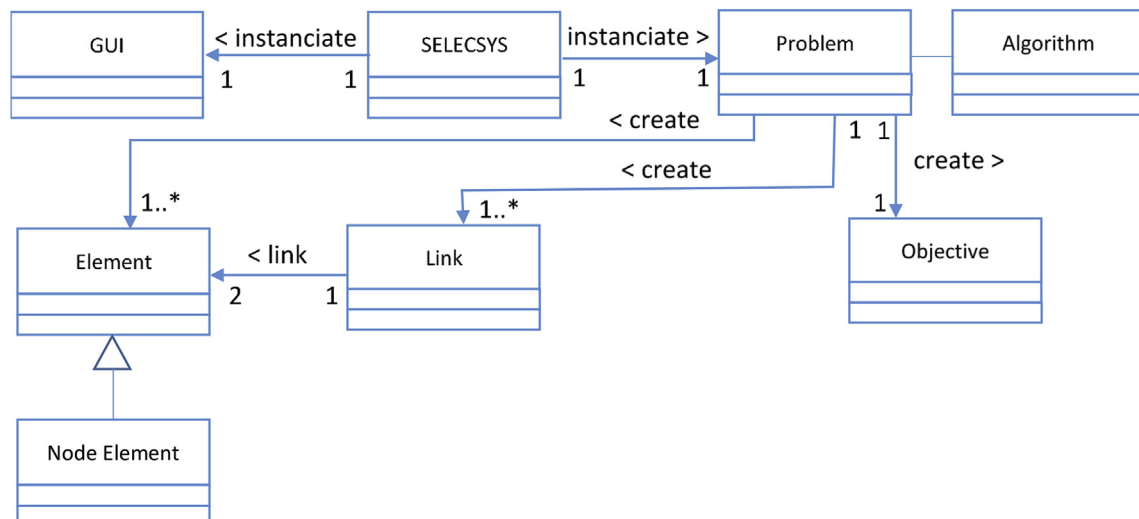 GUI
< instanciate
SELECSYS
instanciate >
Problem
Algorithm
1
1
1
1
< create
1
1
< create
create >
1..*
1..*
1
Element
< link
Link
Objective
2
1
Node Element